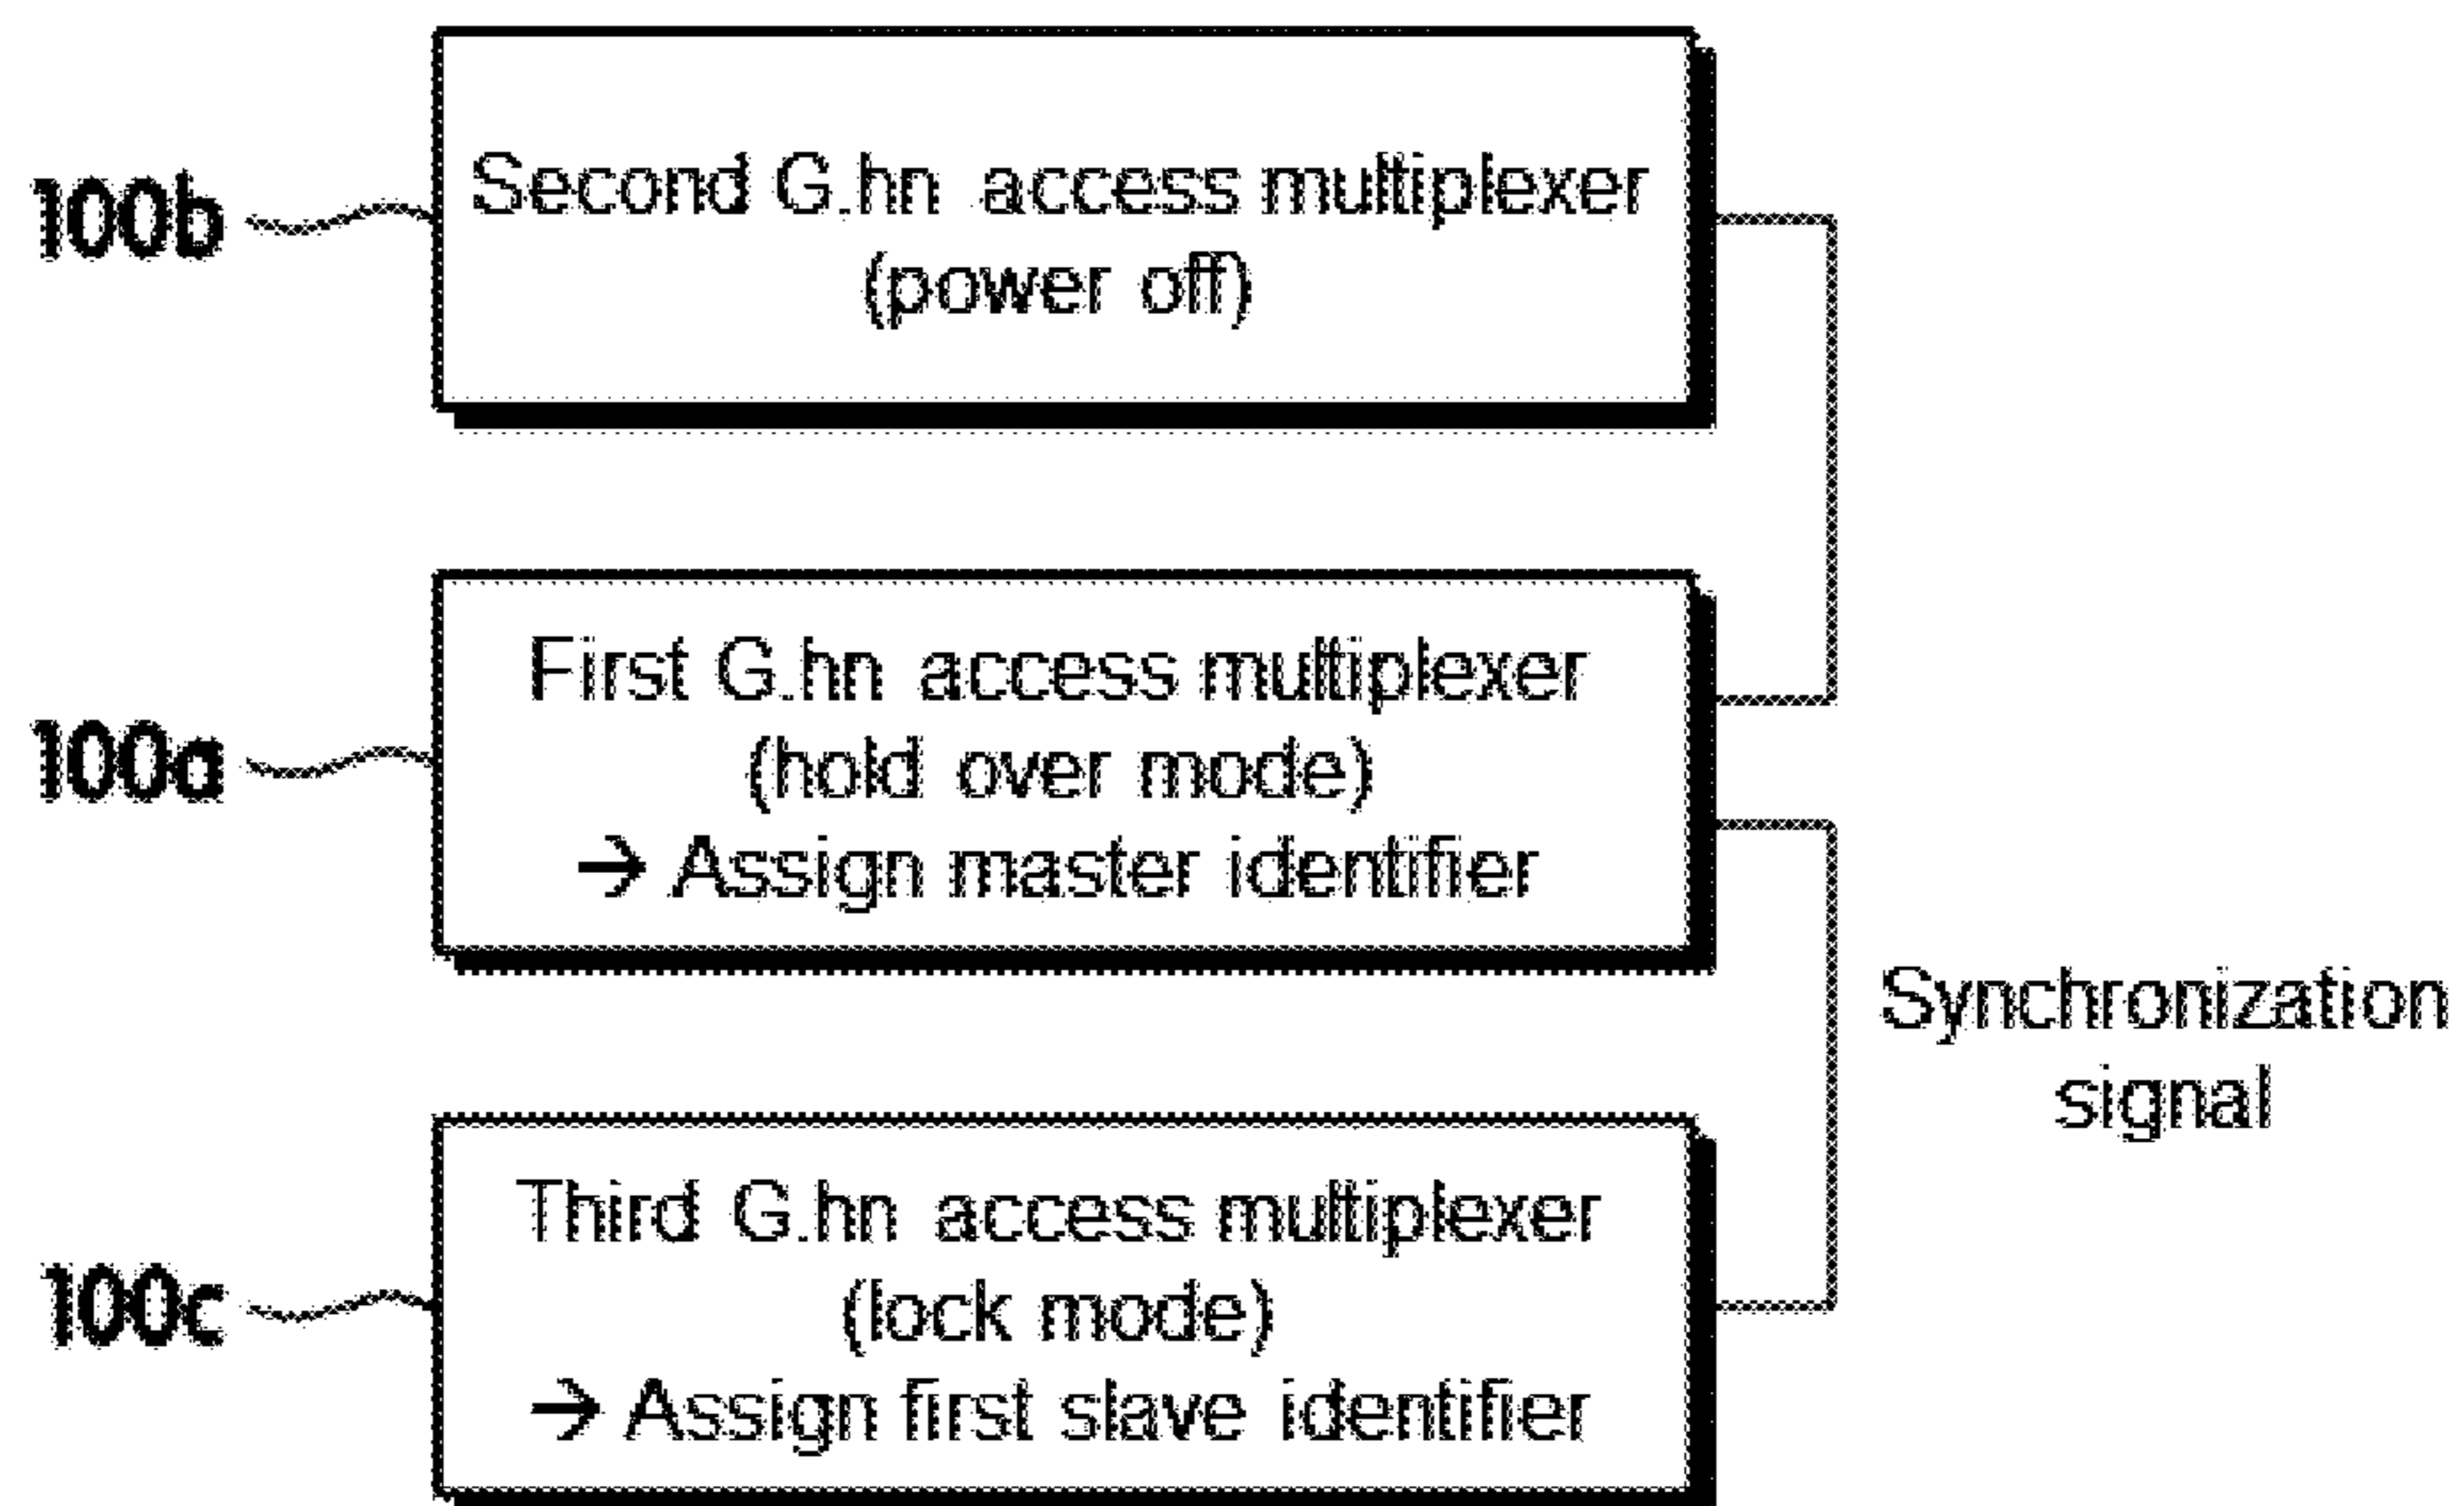 100b
Second G.hn access multiplexer
(power off)
100a
First G.hn access multiplexer
(hold over mode)
→ Assign master identifier
Synchronization
signal
100c
Third G.hn access multiplexer
(lock mode)
→ Assign first slave identifier